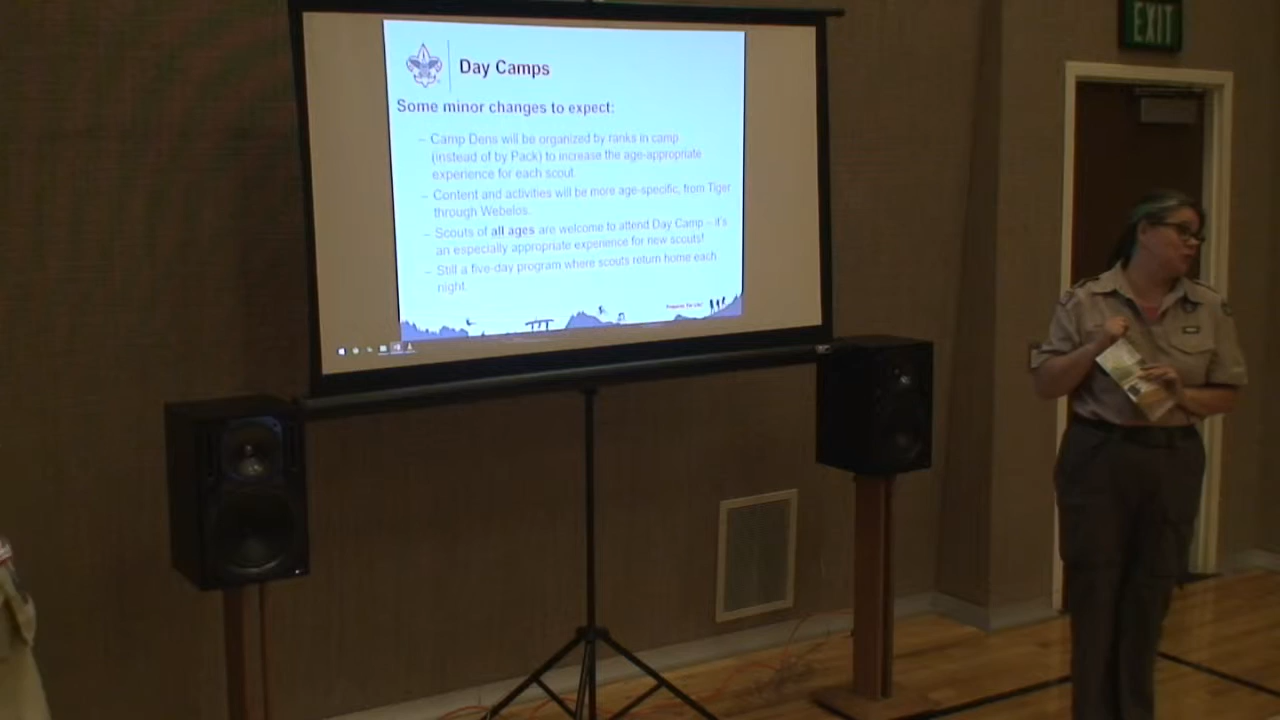 EXIT
Day Camps
Some minor changes to expect:
– Camp Dens will be organized by ranks in camp
(instead of by Pack) to increase the age-appropriate
experience for each scout.
– Content and activities will be more age-specific, from Tiger
through Webelos.
– Scouts of all ages are welcome to attend Day Camp – it's
an especially appropriate experience for new scouts!
– Still a five-day program where scouts return home each
night.
Prepared. For Life.